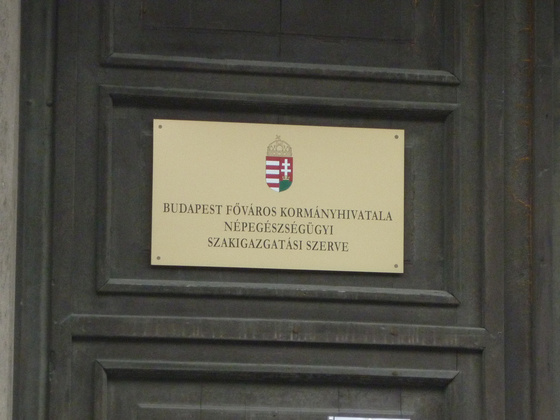 BUDAPEST FŐVÁROS KORMÁNYHIVATALA
NÉPEGÉSZSÉGÜGYI
SZAKIGAZGATÁSI SZERVE